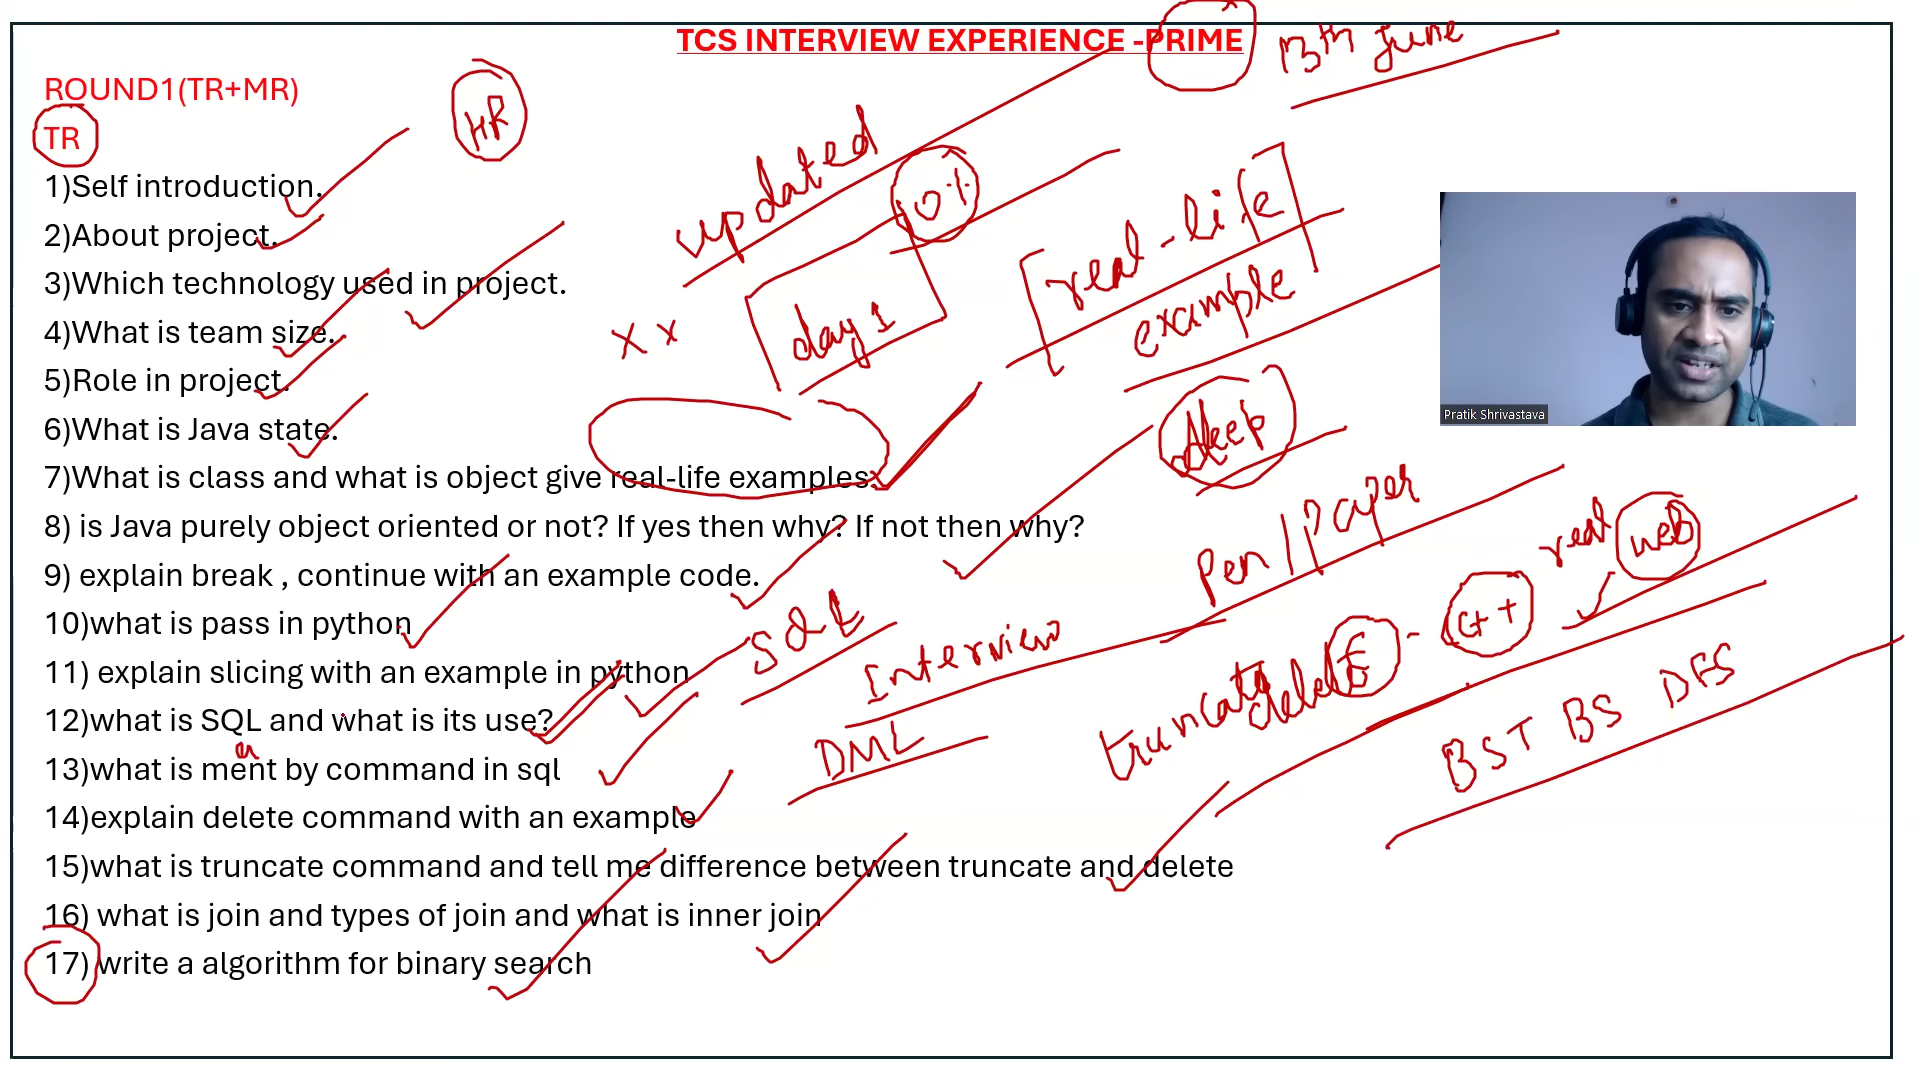 TCS INTERVIEW EXPERIENCE -PRIME
13th June
ROUND1(TR+MR)
HR
TR
updated
1)Self introduction.
real-life
2)About project.
3)Which technology used in project.
example
4)What is team size.
x x
day 1
5)Role in project.
Pratik Shrivastava
6)What is Java state.
deep
7)What is class and what is object give real-life examples.
Pen / Paper
8) is Java purely object oriented or not? If yes then why? If not then why?
real web
9) explain break , continue with an example code.
10)what is pass in python
SQL
Interview
C++
11) explain slicing with an example in python
truncate
delete
BST BS DFS
12)what is SQL and what is its use?
DML
13)what is ment by command in sql
14)explain delete command with an example
15)what is truncate command and tell me difference between truncate and delete
16) what is join and types of join and what is inner join
17) write a algorithm for binary search